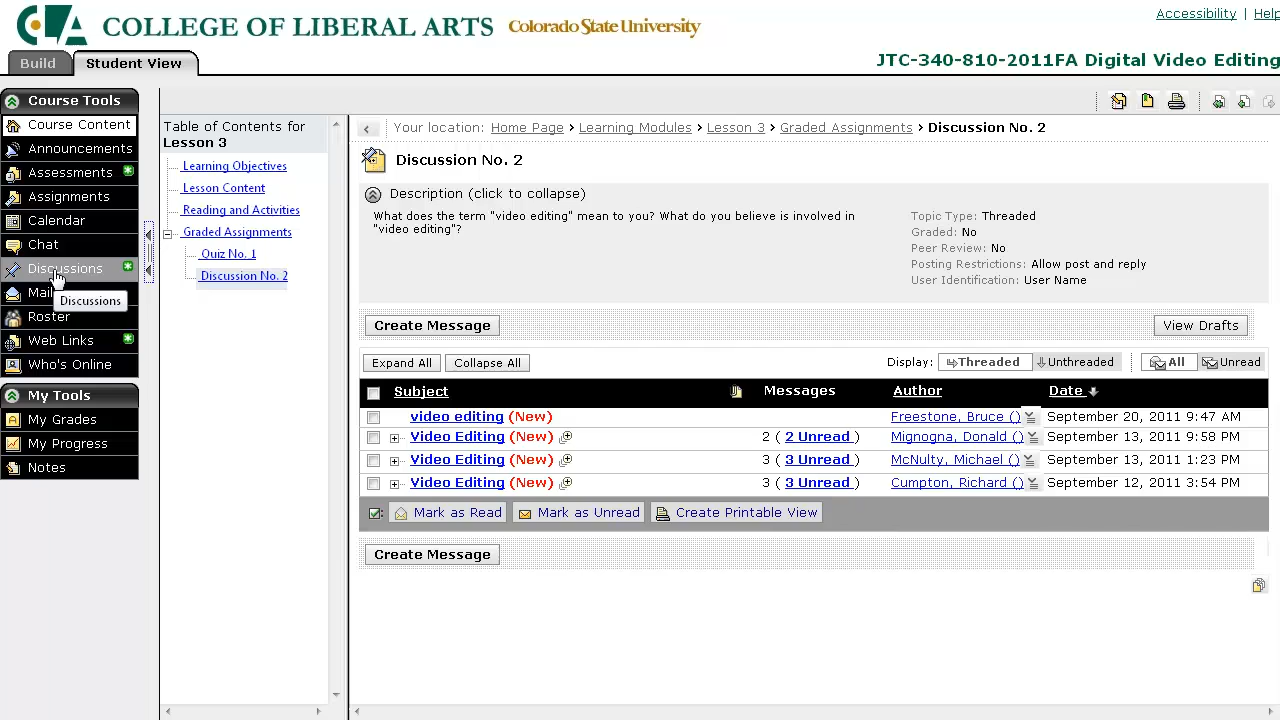 CLA COLLEGE OF LIBERAL ARTS Colorado State University
Accessibility | Help
Build Student View
JTC-340-810-2011FA Digital Video Editing
Course Tools
Course Content
Announcements
Assessments
Assignments
Calendar
Chat
Discussions
Mail
Discussions
Roster
Web Links
Who's Online
My Tools
My Grades
My Progress
Notes
Table of Contents for
Lesson 3
Learning Objectives
Lesson Content
Reading and Activities
Graded Assignments
Quiz No. 1
Discussion No. 2
Your location: Home Page › Learning Modules › Lesson 3 › Graded Assignments › Discussion No. 2
Discussion No. 2
Description (click to collapse)
What does the term "video editing" mean to you? What do you believe is involved in
"video editing"?
Topic Type: Threaded
Graded: No
Peer Review: No
Posting Restrictions: Allow post and reply
User Identification: User Name
Create Message View Drafts
Expand All Collapse All Display: Threaded Unthreaded All Unread
Subject Messages Author Date
video editing (New) Freestone, Bruce () September 20, 2011 9:47 AM
Video Editing (New) 2 ( 2 Unread ) Mignogna, Donald () September 13, 2011 9:58 PM
Video Editing (New) 3 ( 3 Unread ) McNulty, Michael () September 13, 2011 1:23 PM
Video Editing (New) 3 ( 3 Unread ) Cumpton, Richard () September 12, 2011 3:54 PM
Mark as Read Mark as Unread Create Printable View
Create Message